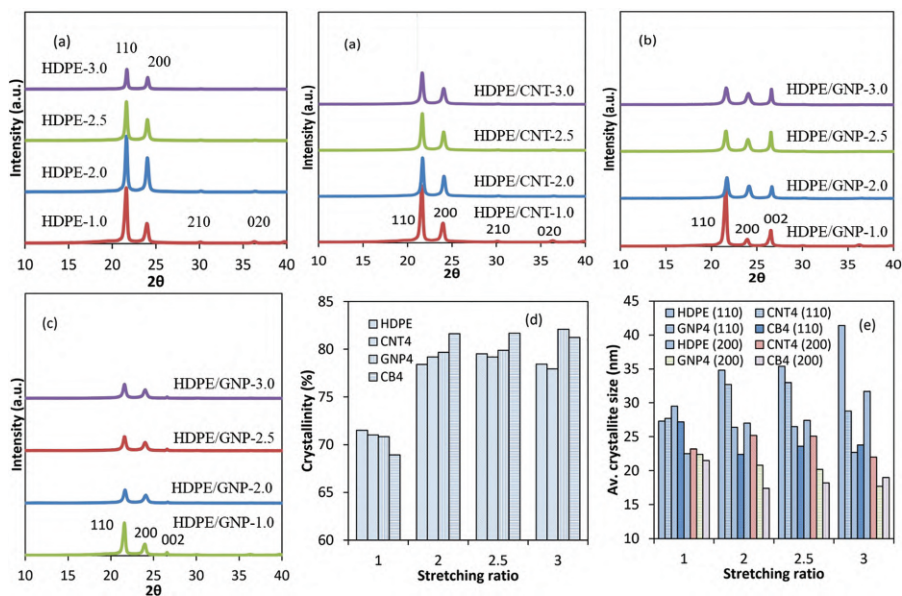 (a)
110
200
HDPE-3.0
HDPE-2.5
HDPE-2.0
HDPE-1.0
210
020
Intensity (a.u.)
10 15 20 25 30 35 40
2θ
(a)
HDPE/CNT-3.0
HDPE/CNT-2.5
HDPE/CNT-2.0
HDPE/CNT-1.0
110
200
210
020
Intensity (a.u.)
10 15 20 25 30 35 40
2θ
(b)
HDPE/GNP-3.0
HDPE/GNP-2.5
HDPE/GNP-2.0
HDPE/GNP-1.0
110
200
002
Intensity (a.u.)
10 15 20 25 30 35 40
2θ
(c)
HDPE/GNP-3.0
HDPE/GNP-2.5
HDPE/GNP-2.0
HDPE/GNP-1.0
110
200
002
Intensity (a.u.)
10 15 20 25 30 35 40
2θ
(d)
HDPE
CNT4
GNP4
CB4
85
80
75
70
65
60
Crystallinity (%)
1 2 2.5 3
Stretching ratio
(e)
HDPE (110) CNT4 (110)
GNP4 (110) CB4 (110)
HDPE (200) CNT4 (200)
GNP4 (200) CB4 (200)
45
40
35
30
25
20
15
10
Av. crystallite size (nm)
1 2 2.5 3
Stretching ratio